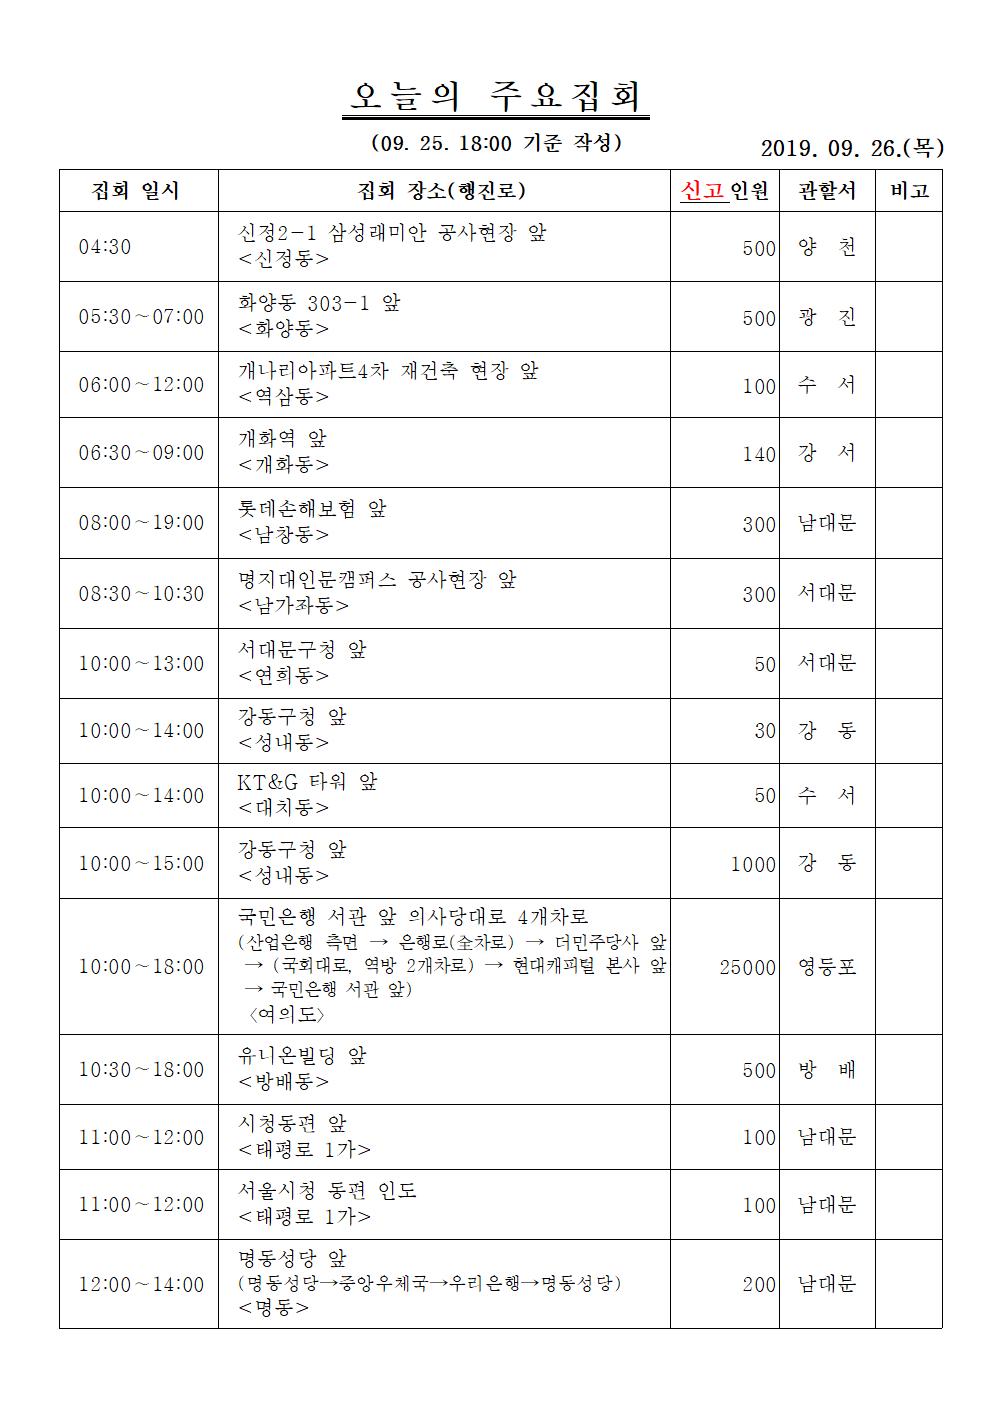 오늘의 주요집회
(09. 25. 18:00 기준 작성)
2019. 09. 26.(목)
집회 일시 집회 장소(행진로) 신고인원 관할서 비고
04:30 신정2-1 삼성래미안 공사현장 앞 500 양 천
<신정동>
05:30~07:00 화양동 303-1 앞 500 광 진
<화양동>
06:00~12:00 개나리아파트4차 재건축 현장 앞 100 수 서
<역삼동>
06:30~09:00 개화역 앞 140 강 서
<개화동>
08:00~19:00 롯데손해보험 앞 300 남대문
<남창동>
08:30~10:30 명지대인문캠퍼스 공사현장 앞 300 서대문
<남가좌동>
10:00~13:00 서대문구청 앞 50 서대문
<연희동>
10:00~14:00 강동구청 앞 30 강 동
<성내동>
10:00~14:00 KT&G 타워 앞 50 수 서
<대치동>
10:00~15:00 강동구청 앞 1000 강 동
<성내동>
10:00~18:00 국민은행 서관 앞 의사당대로 4개차로 25000 영등포
(산업은행 측면 → 은행로(全차로) → 더민주당사 앞
→ (국회대로, 역방 2개차로) → 현대캐피털 본사 앞
→ 국민은행 서관 앞)
〈여의도〉
10:30~18:00 유니온빌딩 앞 500 방 배
<방배동>
11:00~12:00 시청동편 앞 100 남대문
<태평로 1가>
11:00~12:00 서울시청 동편 인도 100 남대문
<태평로 1가>
12:00~14:00 명동성당 앞 200 남대문
(명동성당→중앙우체국→우리은행→명동성당)
<명동>